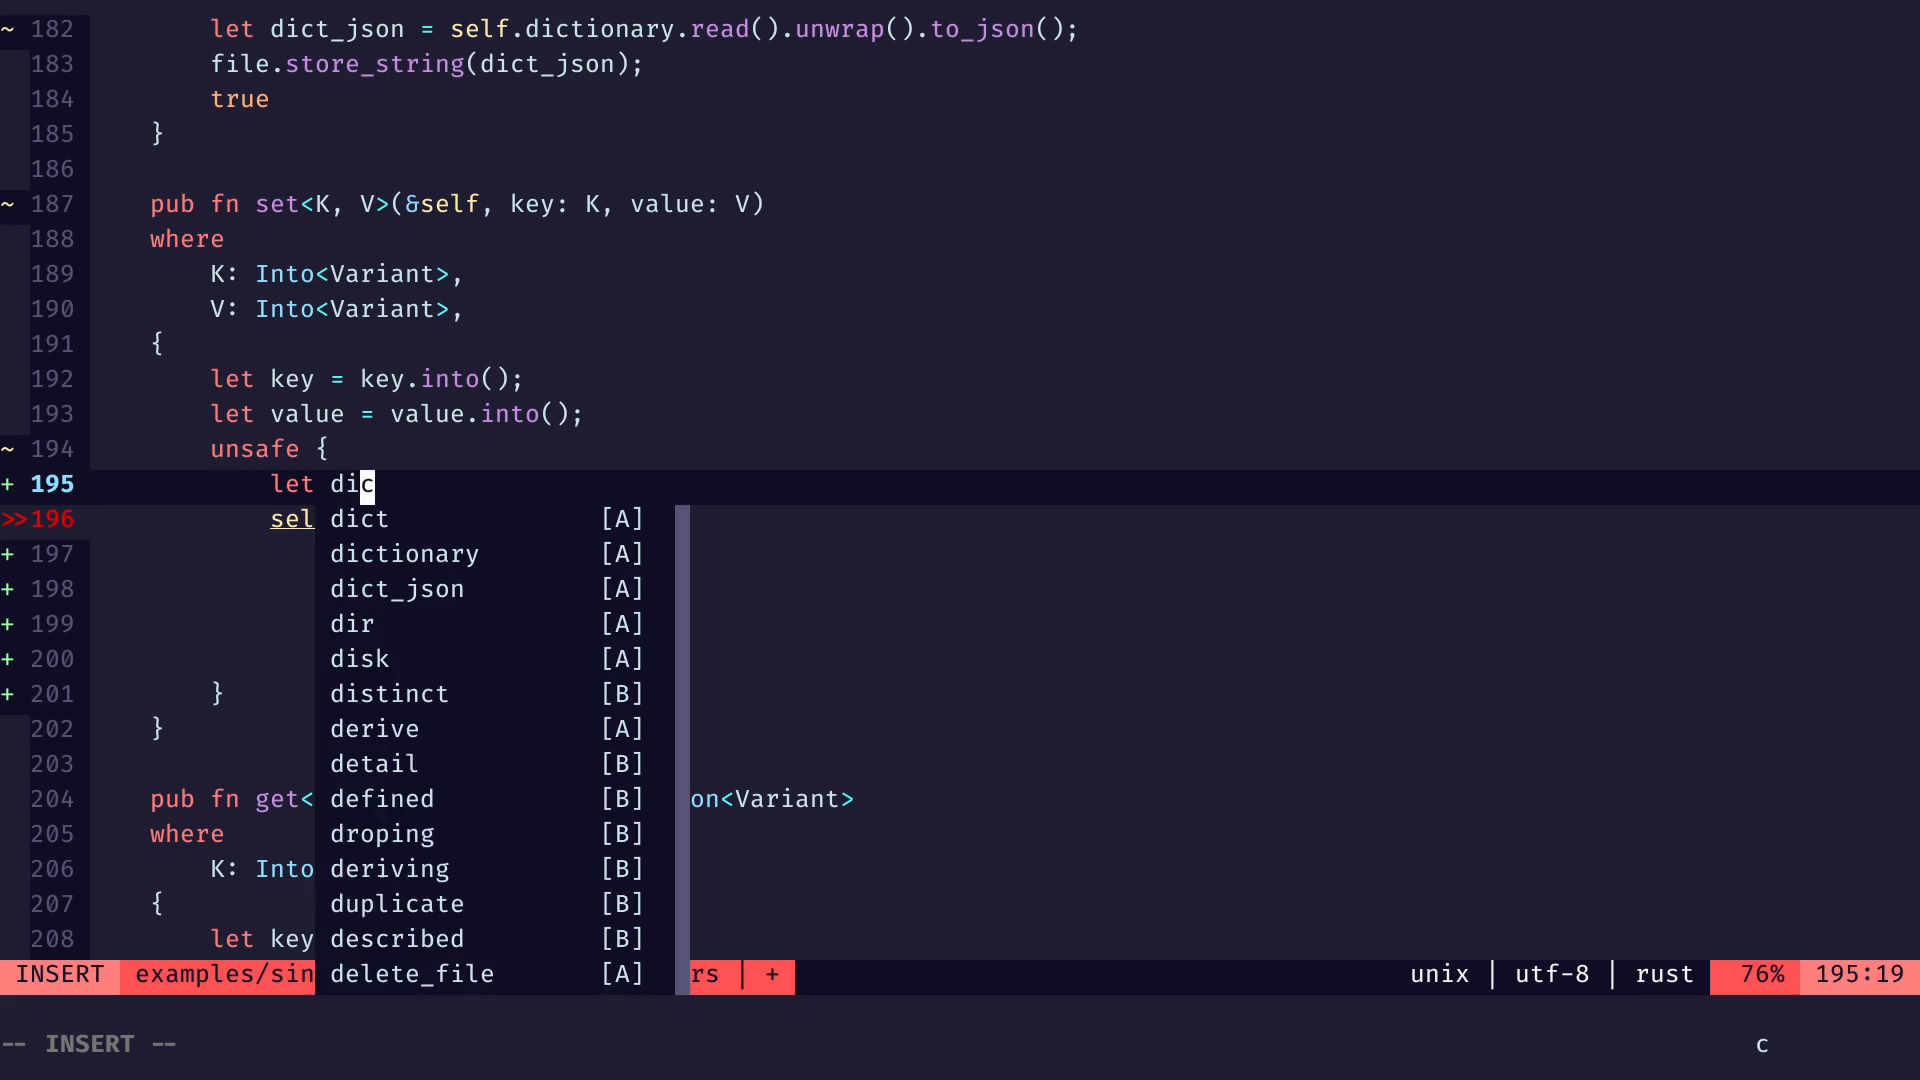 ~ 182         let dict_json = self.dictionary.read().unwrap().to_json();
  183         file.store_string(dict_json);
  184         true
  185     }
  186
~ 187     pub fn set<K, V>(&self, key: K, value: V)
  188     where
  189         K: Into<Variant>,
  190         V: Into<Variant>,
  191     {
  192         let key = key.into();
  193         let value = value.into();
~ 194         unsafe {
+ 195             let dic
>>196             sel dict              [A]
+ 197                 dictionary        [A]
+ 198                 dict_json         [A]
+ 199                 dir               [A]
+ 200                 disk              [A]
+ 201         }       distinct          [B]
  202     }           derive            [A]
  203                 detail            [B]
  204     pub fn get< defined           [B]   on<Variant>
  205     where       droping           [B]
  206         K: Into deriving          [B]
  207     {           duplicate         [B]
  208         let key described         [B]
INSERT   examples/sin delete_file       [A]   rs | +   unix | utf-8 | rust   76%   195:19
-- INSERT --   c